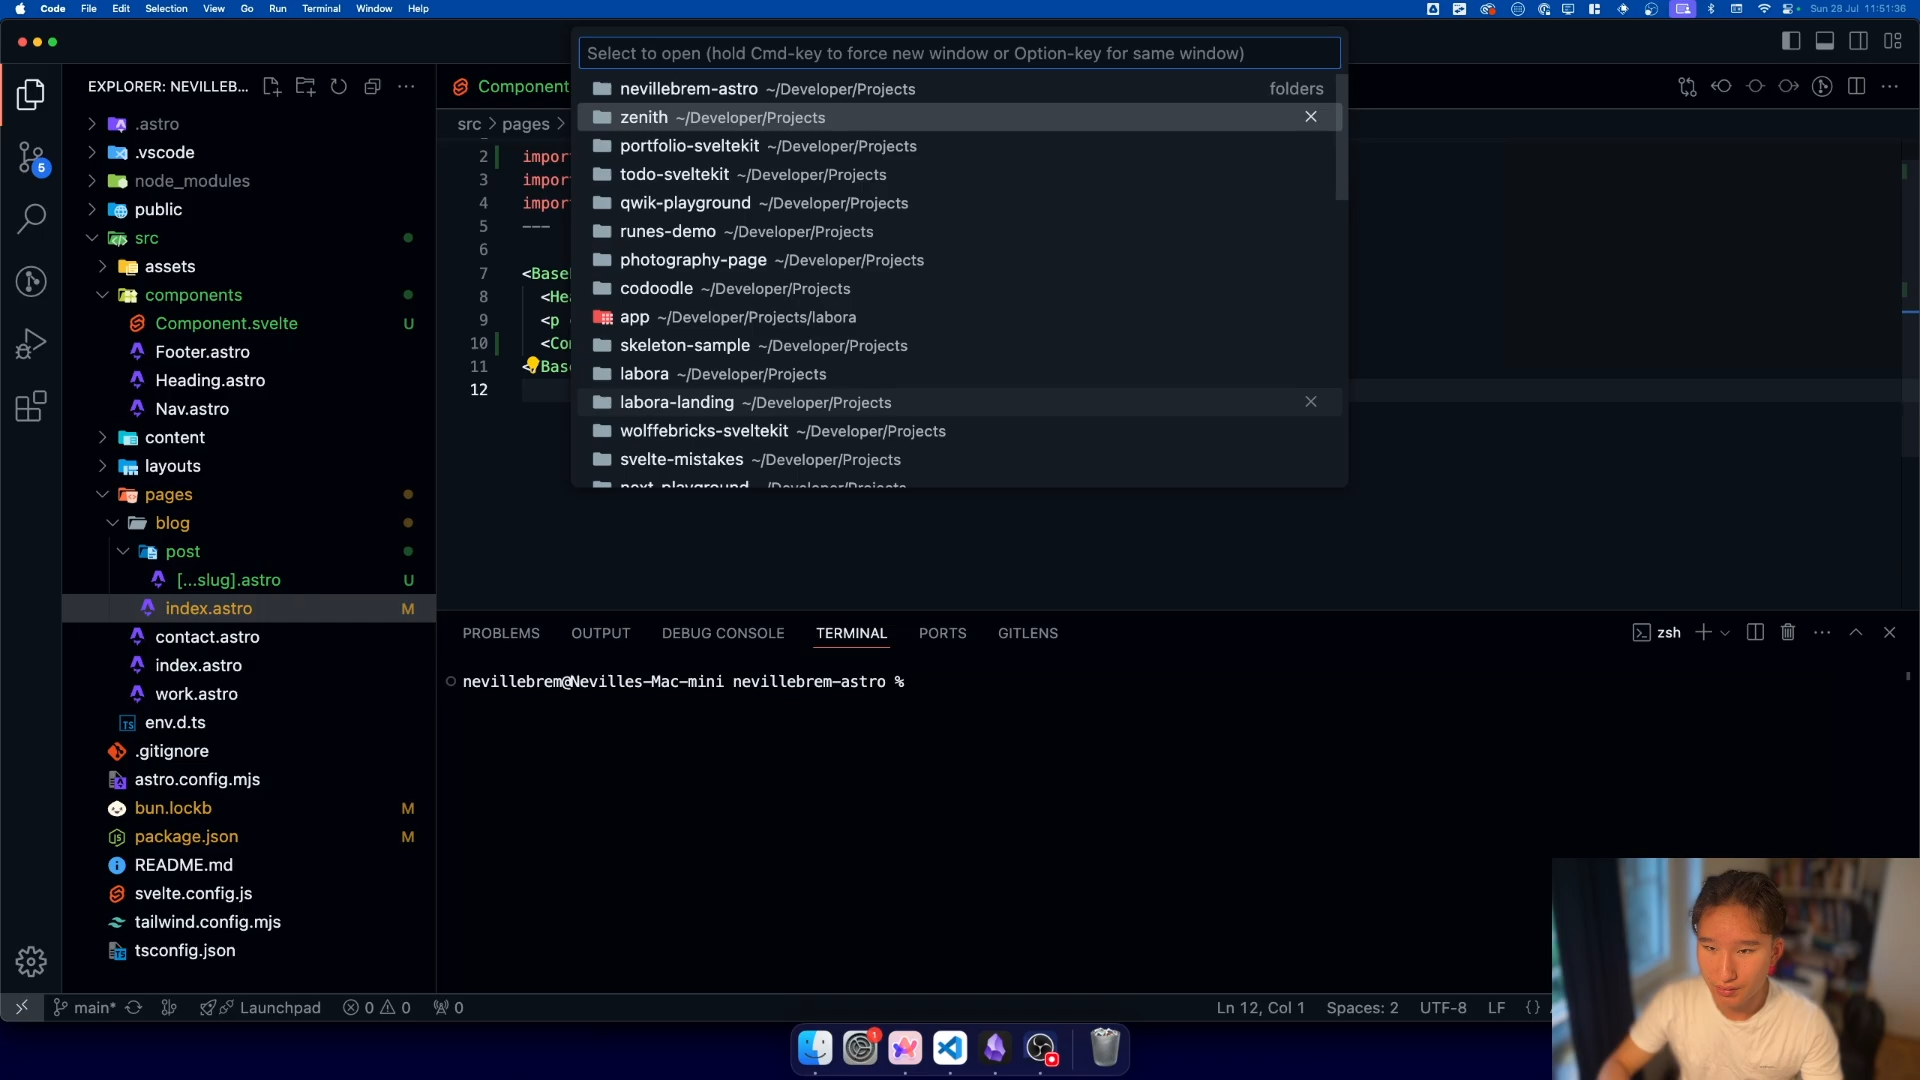 Code File Edit Selection View Go Run Terminal Window Help
Sun 28 Jul 11:51:36
Select to open (hold Cmd-key to force new window or Option-key for same window)
nevillebrem-astro ~/Developer/Projects folders
zenith ~/Developer/Projects
portfolio-sveltekit ~/Developer/Projects
todo-sveltekit ~/Developer/Projects
qwik-playground ~/Developer/Projects
runes-demo ~/Developer/Projects
photography-page ~/Developer/Projects
codoodle ~/Developer/Projects
app ~/Developer/Projects/labora
skeleton-sample ~/Developer/Projects
labora ~/Developer/Projects
labora-landing ~/Developer/Projects
wolffebricks-sveltekit ~/Developer/Projects
svelte-mistakes ~/Developer/Projects
next-playground ~/Developer/Projects
EXPLORER: NEVILLEB...
.astro
.vscode
node_modules
public
src
assets
components
Component.svelte U
Footer.astro
Heading.astro
Nav.astro
content
layouts
pages
blog
post
[...slug].astro U
index.astro M
contact.astro
index.astro
work.astro
env.d.ts
.gitignore
astro.config.mjs
bun.lockb M
package.json M
README.md
svelte.config.js
tailwind.config.mjs
tsconfig.json
5
Component
src > pages >
2 impor
3 impor
4 impor
5 ---
6
7 <Base
8 <He
9 <p
10 <Co
11 <Base
12
PROBLEMS OUTPUT DEBUG CONSOLE TERMINAL PORTS GITLENS
zsh
nevillebrem@Nevilles-Mac-mini nevillebrem-astro %
main* Launchpad 0 0 0
Ln 12, Col 1 Spaces: 2 UTF-8 LF {}
1